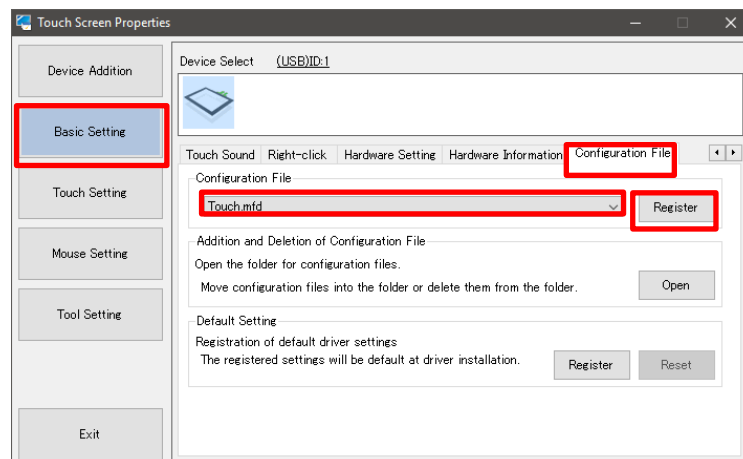 Touch Screen Properties
Device Addition
Basic Setting
Touch Setting
Mouse Setting
Tool Setting
Exit
Device Select (USB)ID:1
Touch Sound Right-click Hardware Setting Hardware Information Configuration File
Configuration File
Touch.mfd
Register
Addition and Deletion of Configuration File
Open the folder for configuration files.
Move configuration files into the folder or delete them from the folder.
Open
Default Setting
Registration of default driver settings
The registered settings will be default at driver installation.
Register
Reset